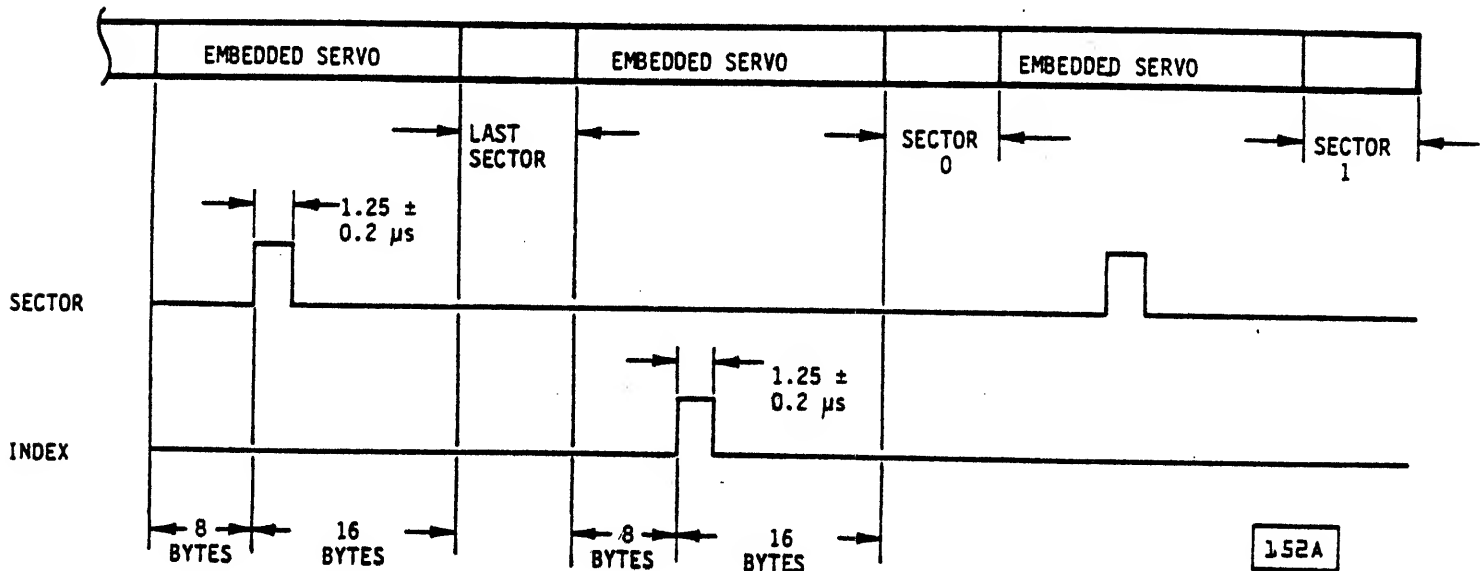 EMBEDDED SERVO
EMBEDDED SERVO
EMBEDDED SERVO
LAST
SECTOR
SECTOR
0
SECTOR
1
1.25 ±
0.2 µs
SECTOR
1.25 ±
0.2 µs
INDEX
8
BYTES
16
BYTES
8
BYTES
16
BYTES
152A